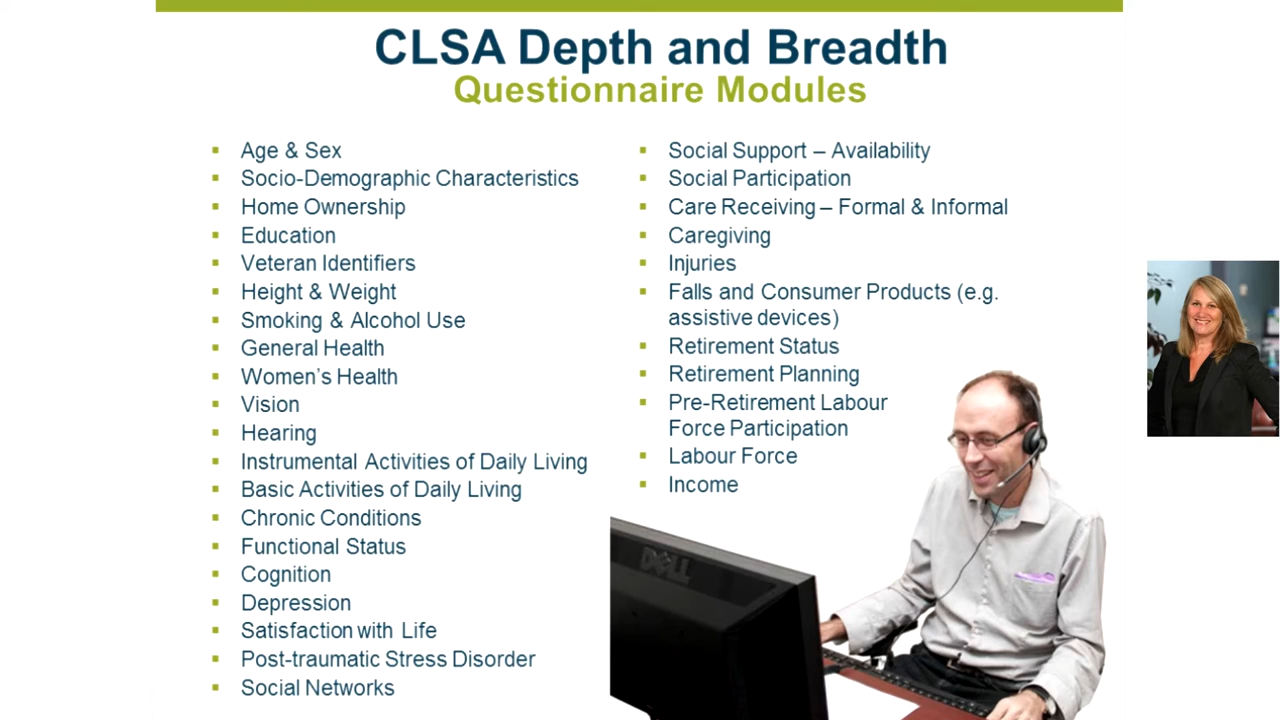 CLSA Depth and Breadth
Questionnaire Modules
Age & Sex
Socio-Demographic Characteristics
Home Ownership
Education
Veteran Identifiers
Height & Weight
Smoking & Alcohol Use
General Health
Women’s Health
Vision
Hearing
Instrumental Activities of Daily Living
Basic Activities of Daily Living
Chronic Conditions
Functional Status
Cognition
Depression
Satisfaction with Life
Post-traumatic Stress Disorder
Social Networks
Social Support – Availability
Social Participation
Care Receiving – Formal & Informal
Caregiving
Injuries
Falls and Consumer Products (e.g.
assistive devices)
Retirement Status
Retirement Planning
Pre-Retirement Labour
Force Participation
Labour Force
Income
DELL